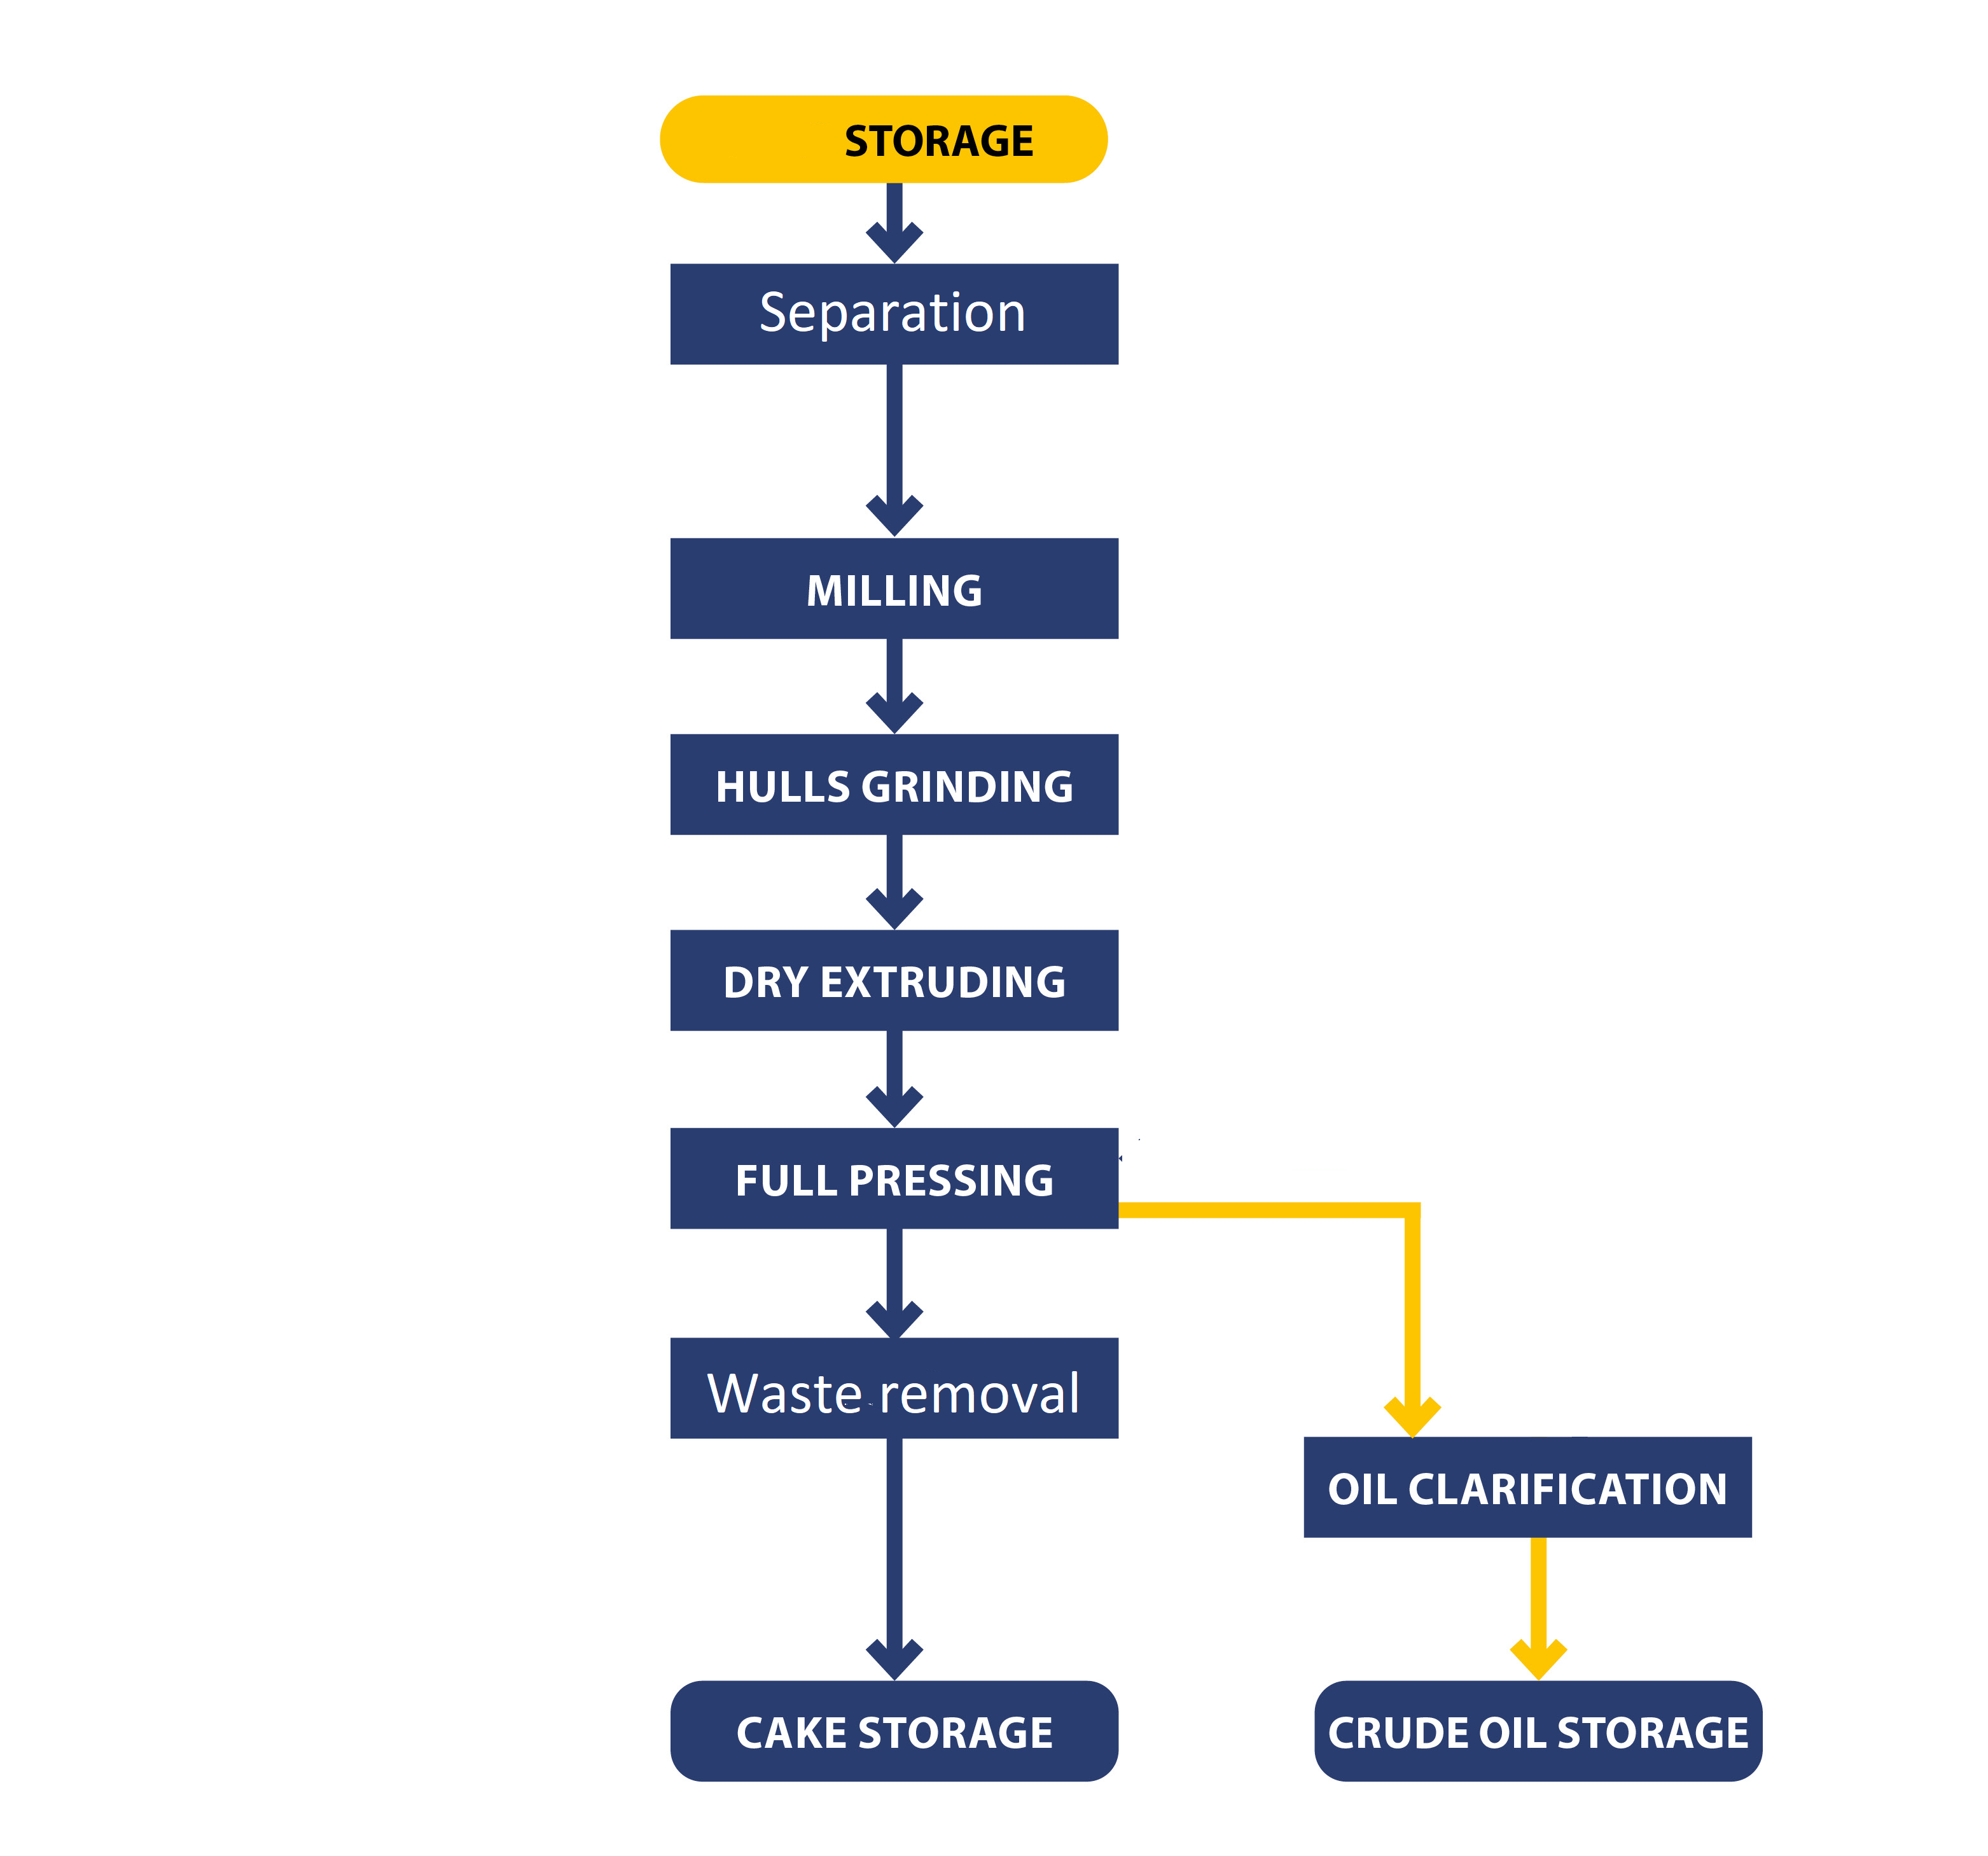 STORAGE
Separation
MILLING
HULLS GRINDING
DRY EXTRUDING
FULL PRESSING
Waste removal
OIL CLARIFICATION
CAKE STORAGE
CRUDE OIL STORAGE